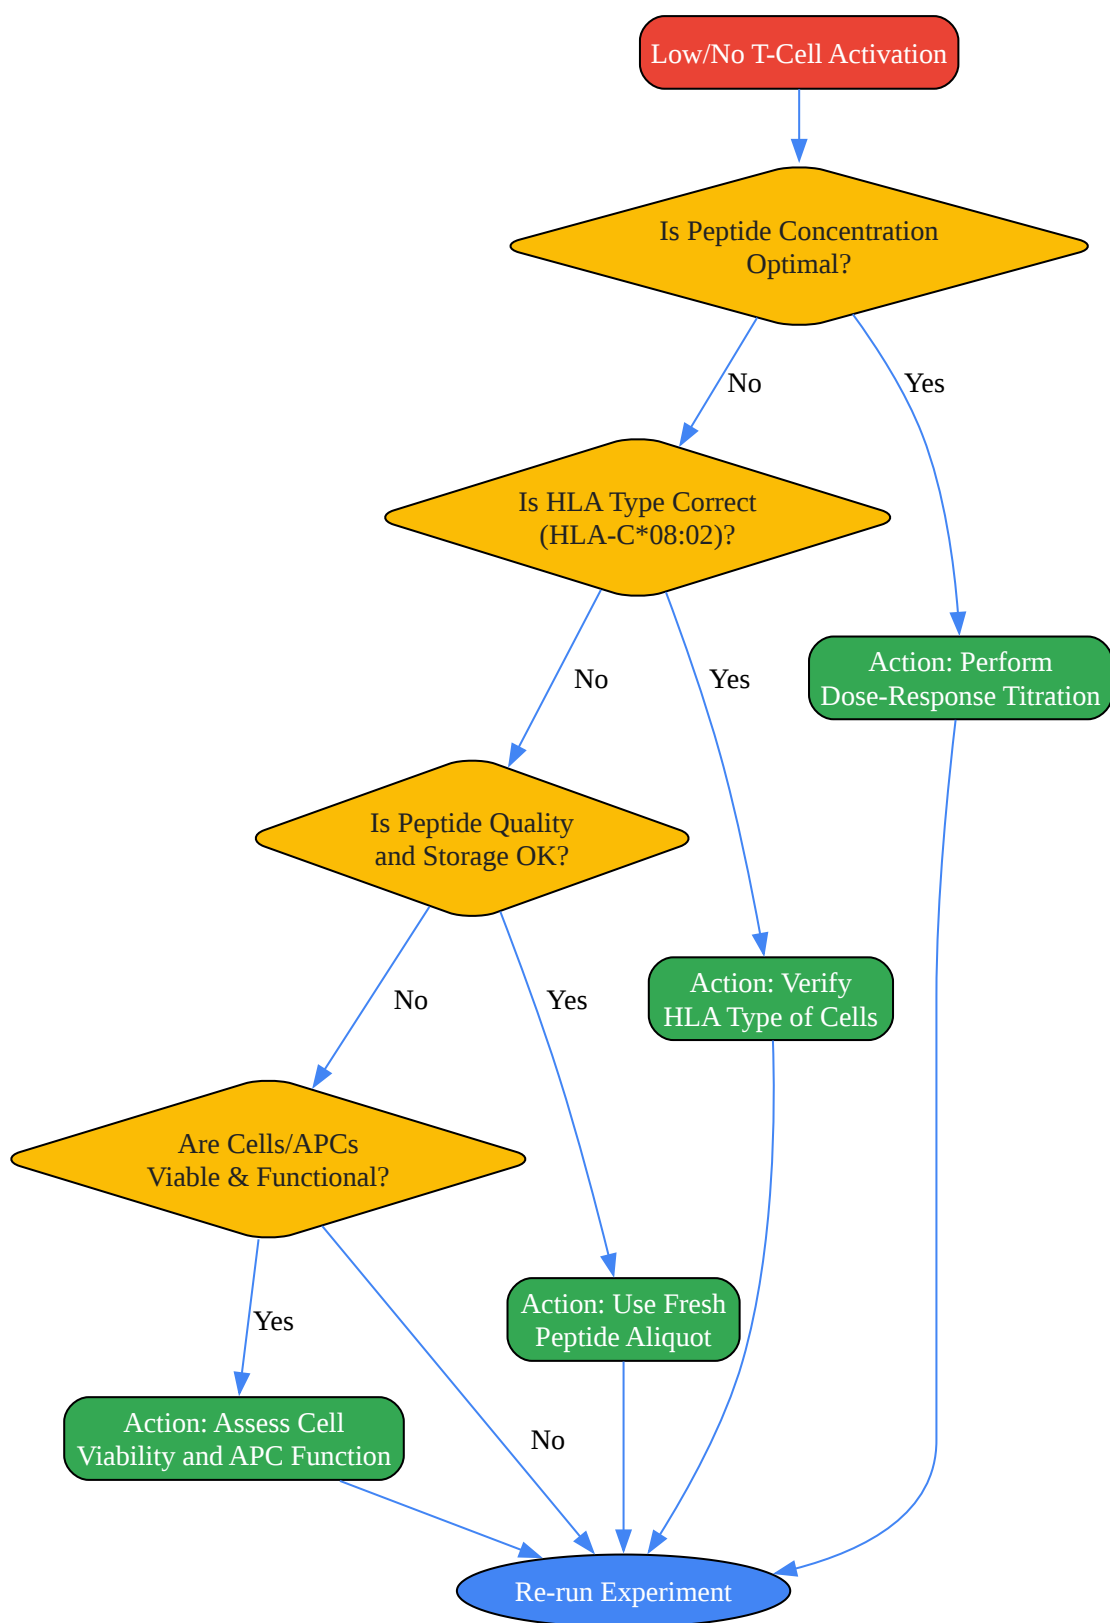 Low/No T-Cell Activation
Is Peptide Concentration
Optimal?
No
Yes
Is HLA Type Correct
(HLA-C*08:02)?
No
Yes
Action: Perform
Dose-Response Titration
Is Peptide Quality
and Storage OK?
No
Yes
Action: Verify
HLA Type of Cells
Are Cells/APCs
Viable & Functional?
Yes
No
Action: Use Fresh
Peptide Aliquot
Action: Assess Cell
Viability and APC Function
Re-run Experiment